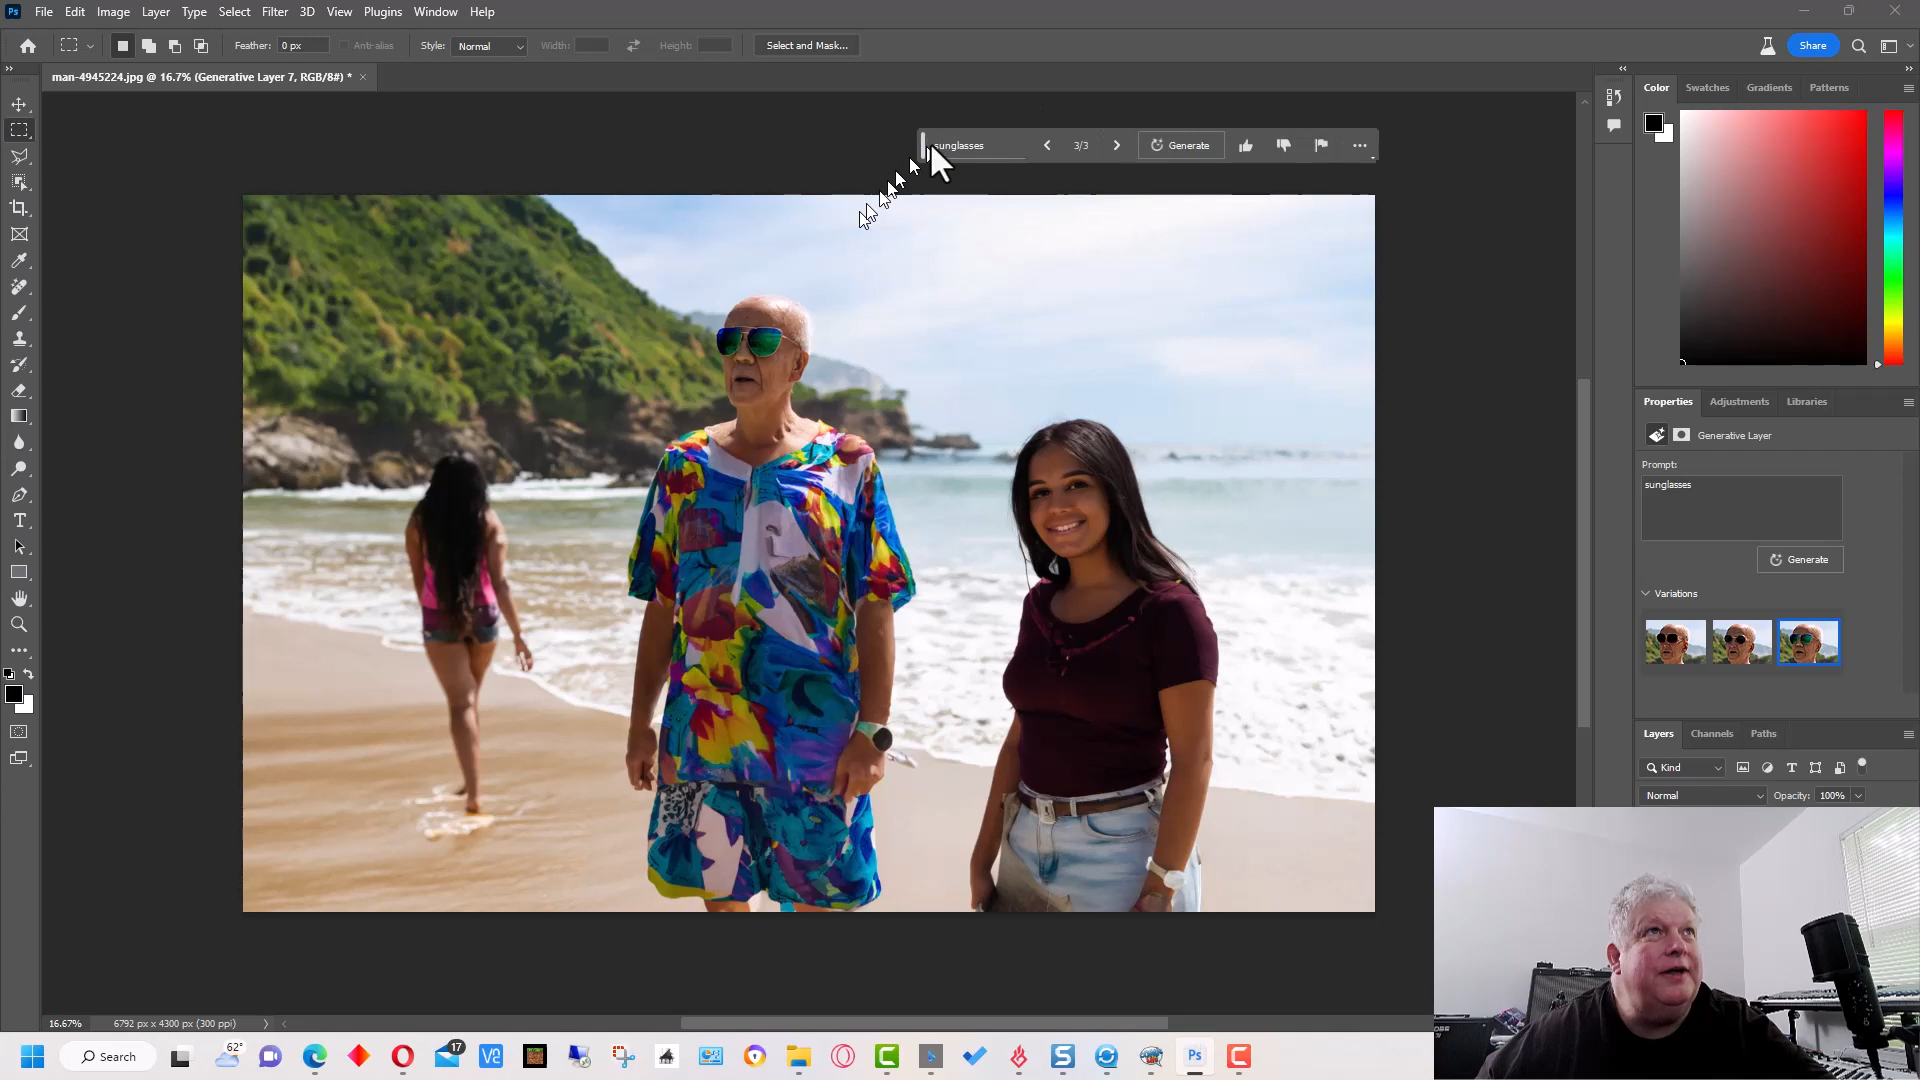 Ps File Edit Image Layer Type Select Filter 3D View Plugins Window Help
Feather: 0 px Anti-alias Style: Normal Width: Height: Select and Mask... Share
man-4945224.jpg @ 16.7% (Generative Layer 7, RGB/8#) *
Color Swatches Gradients Patterns
sunglasses 3/3 Generate
Properties Adjustments Libraries
Generative Layer
Prompt:
sunglasses
Generate
Variations
Layers Channels Paths
Kind
Normal Opacity: 100%
16.67% 6792 px x 4300 px (300 ppi)
62°
17
Search
Ps